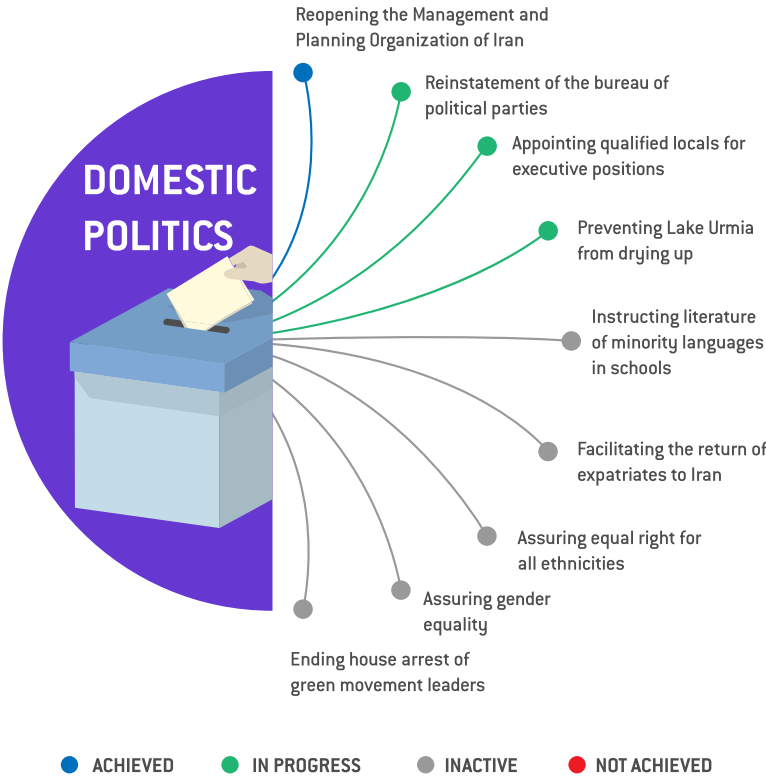 Reopening the Management and
Planning Organization of Iran
Reinstatement of the bureau of
political parties
Appointing qualified locals for
executive positions
DOMESTIC
POLITICS
Preventing Lake Urmia
from drying up
Instructing literature
of minority languages
in schools
Facilitating the return of
expatriates to Iran
Assuring equal right for
all ethnicities
Assuring gender
equality
Ending house arrest of
green movement leaders
ACHIEVED
IN PROGRESS
INACTIVE
NOT ACHIEVED